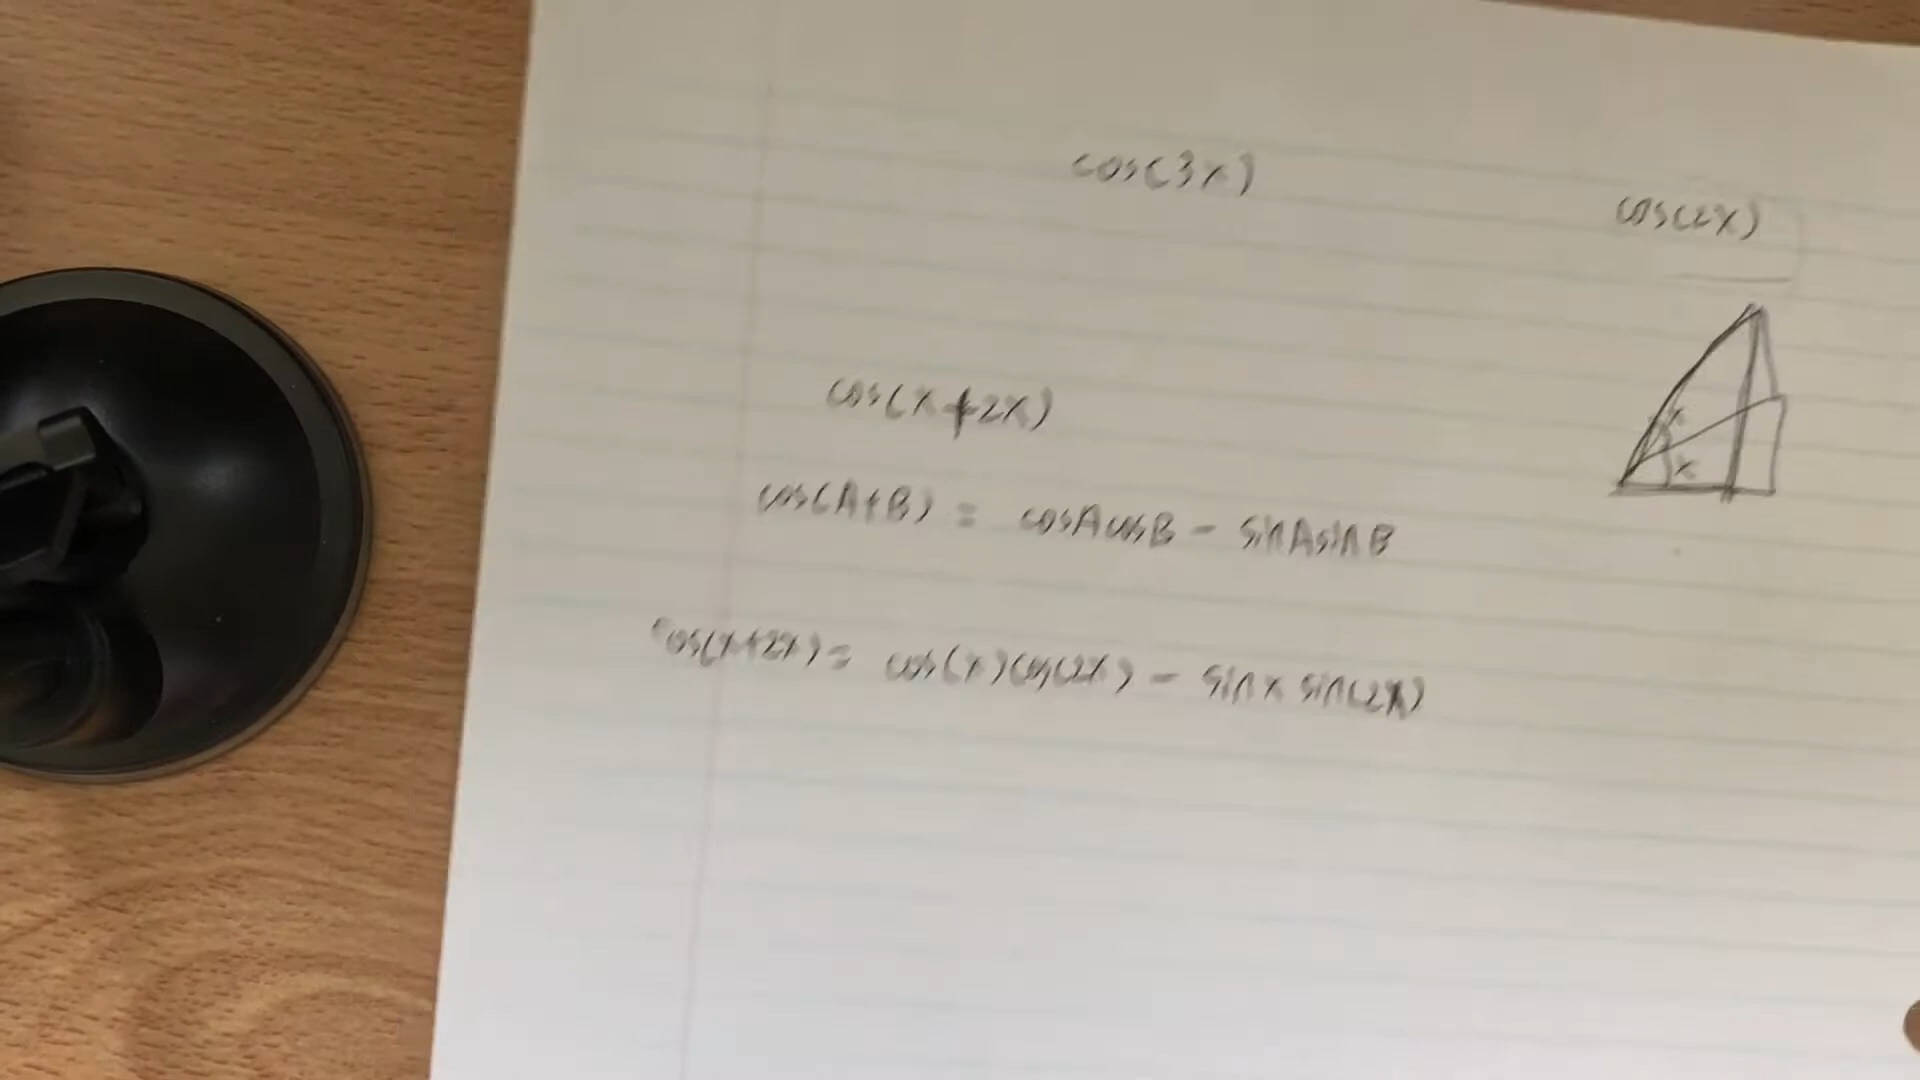 cos(3x)
cos(2x)
cos(x+2x)
x
x
cos(A+B) = cosAcosB - sinAsinB
cos(x+2x) = cos(x)cos(2x) - sinx sin(2x)